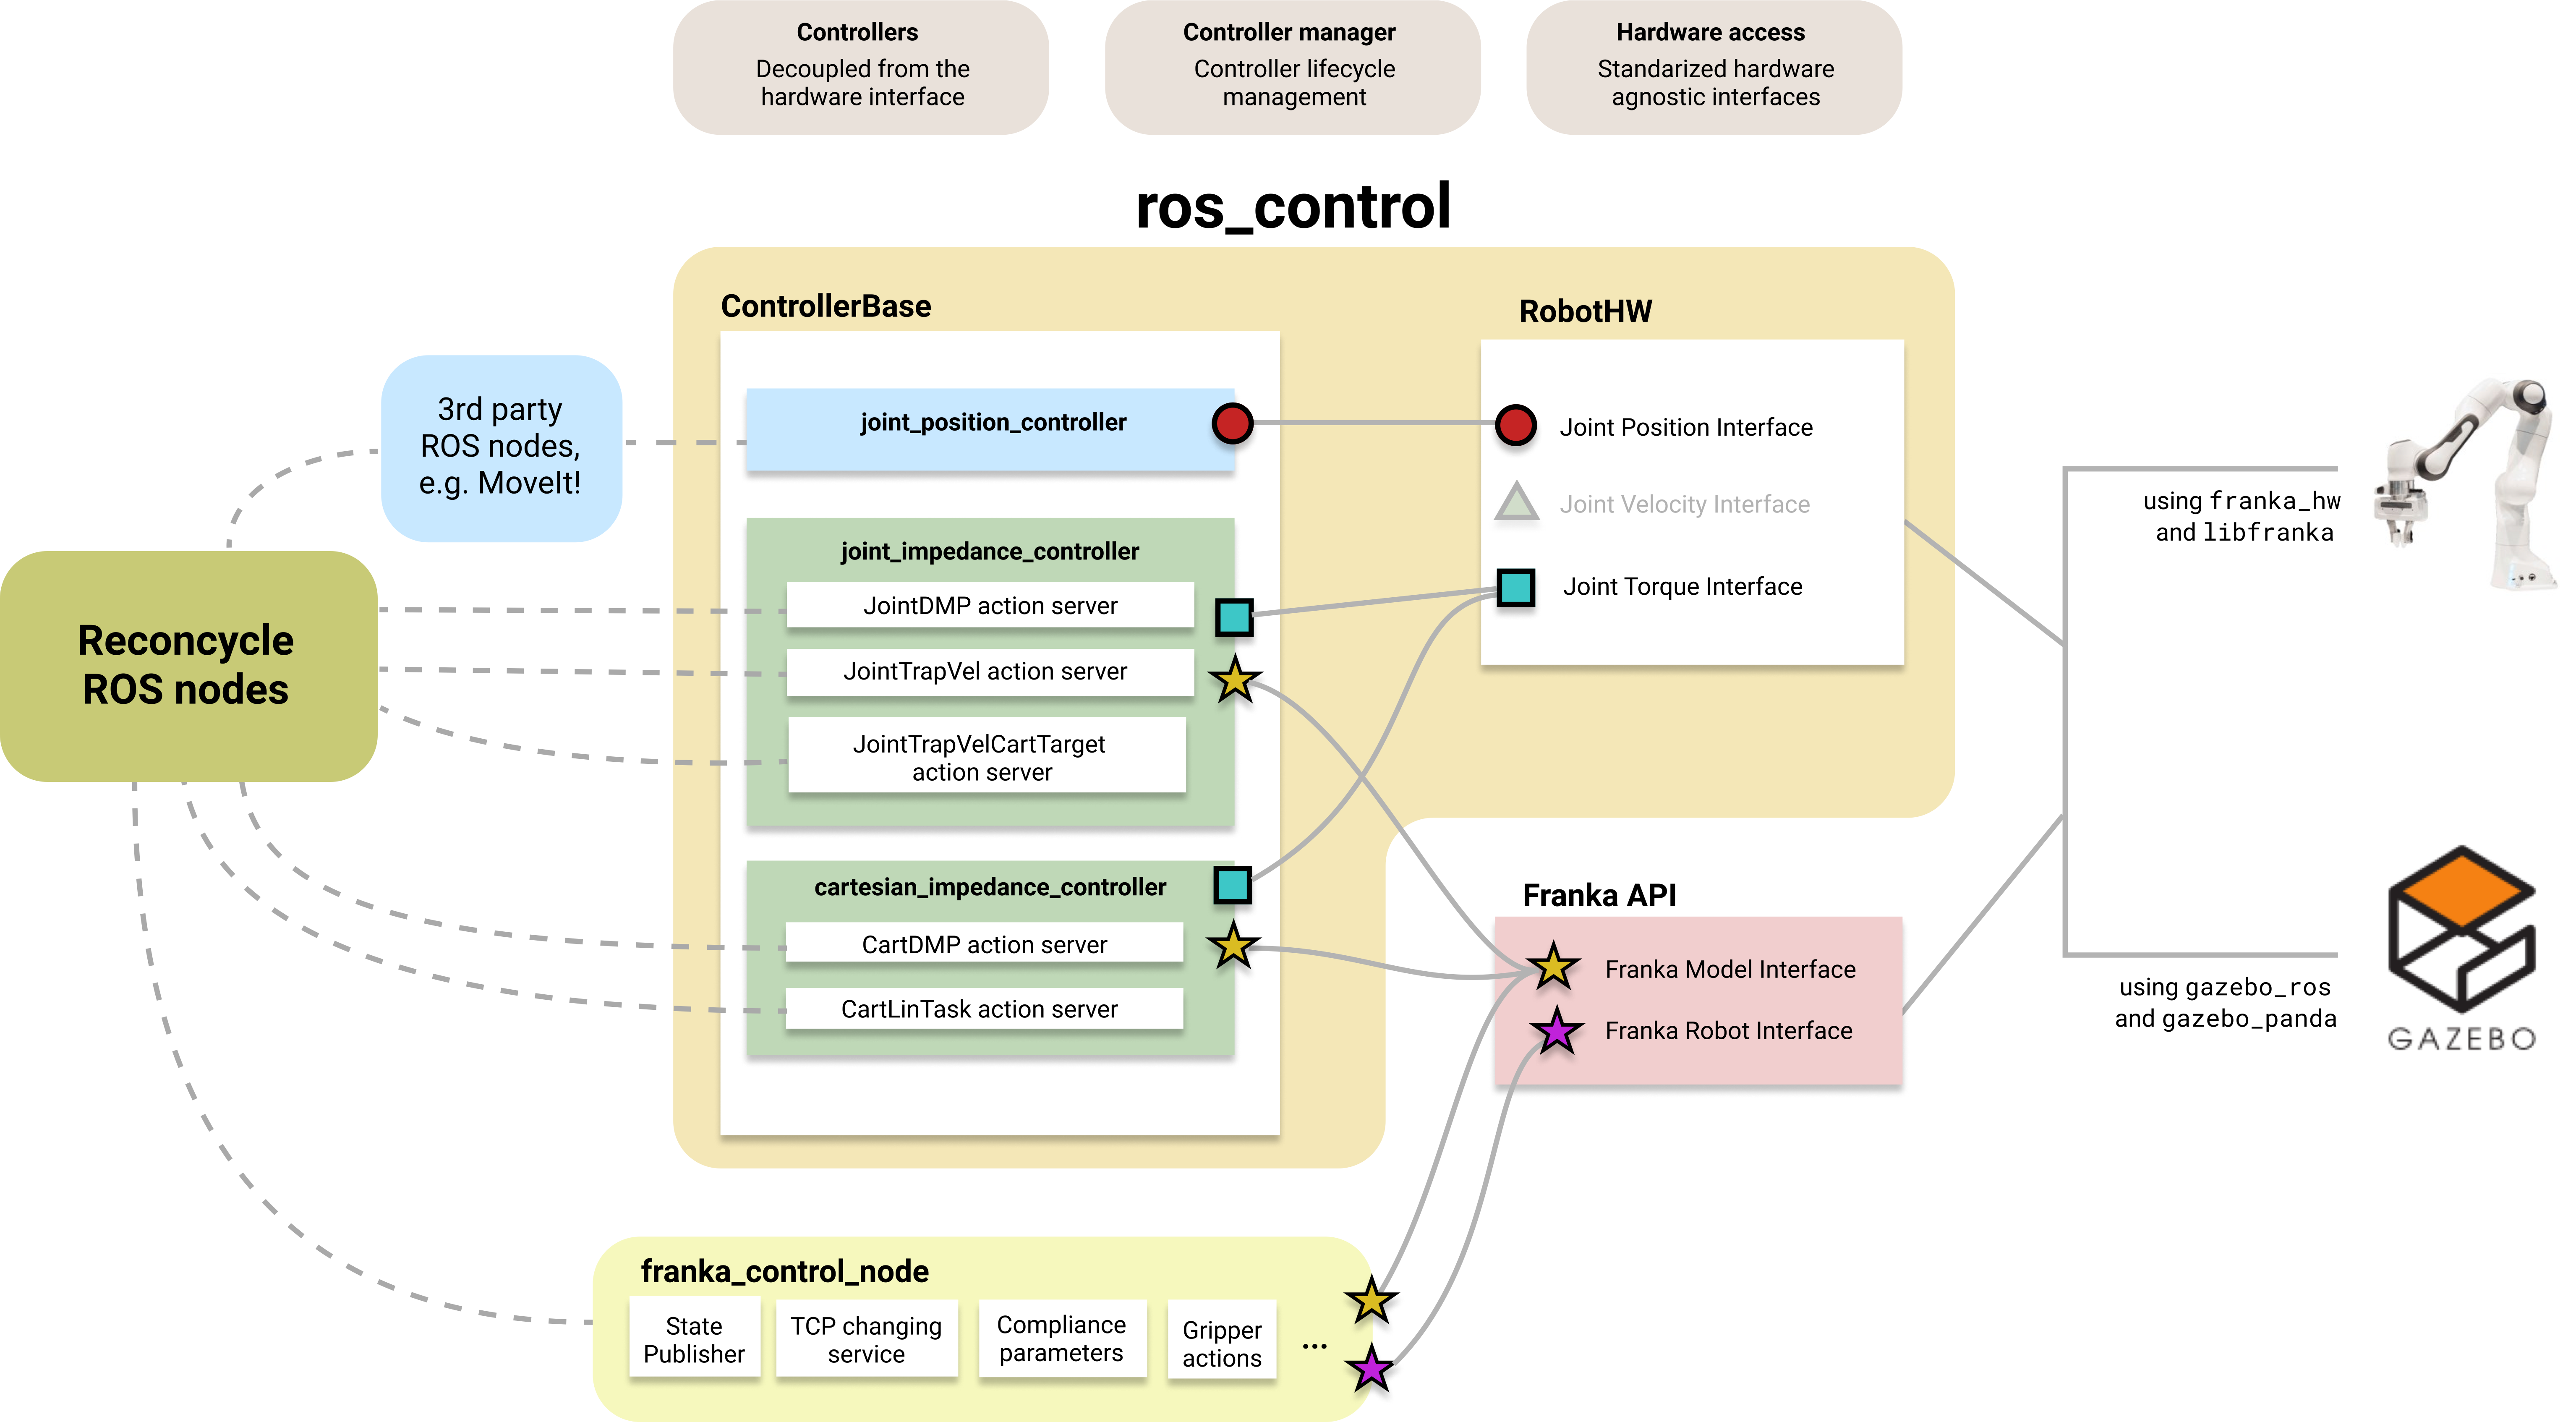 Controllers
Decoupled from the
hardware interface
Controller manager
Controller lifecycle
management
Hardware access
Standarized hardware
agnostic interfaces
ros_control
ControllerBase
RobotHW
3rd party
ROS nodes,
e.g. MoveIt!
joint_position_controller
Joint Position Interface
Joint Velocity Interface
Joint Torque Interface
joint_impedance_controller
JointDMP action server
JointTrapVel action server
JointTrapVelCartTarget
action server
Reconcycle
ROS nodes
cartesian_impedance_controller
CartDMP action server
CartLinTask action server
Franka API
Franka Model Interface
Franka Robot Interface
using franka_hw
and libfranka
using gazebo_ros
and gazebo_panda
GAZEBO
franka_control_node
State
Publisher
TCP changing
service
Compliance
parameters
Gripper
actions
...